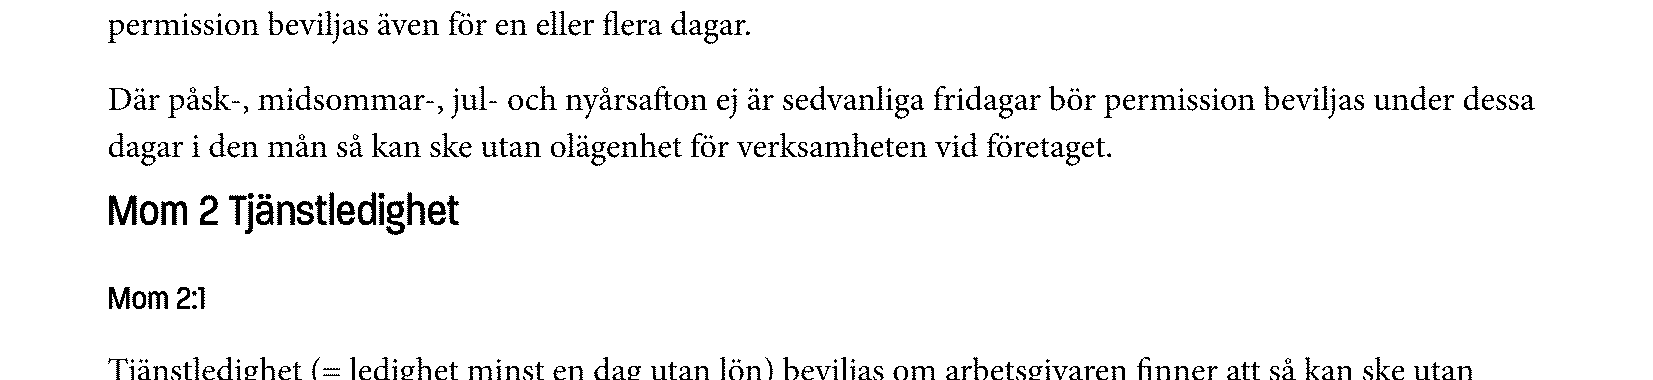 permission beviljas även för en eller flera dagar.
Där påsk-, midsommar-, jul- och nyårsafton ej är sedvanliga fridagar bör permission beviljas under dessa
dagar i den mån så kan ske utan olägenhet för verksamheten vid företaget.
Mom 2 Tjänstledighet
Mom 2:1
Tjänstledighet (= ledighet minst en dag utan lön) beviljas om arbetsgivaren finner att så kan ske utan